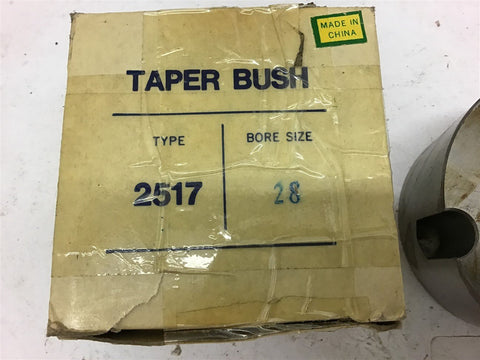 MADE IN
CHINA
TAPER BUSH
TYPE BORE SIZE
2517 28